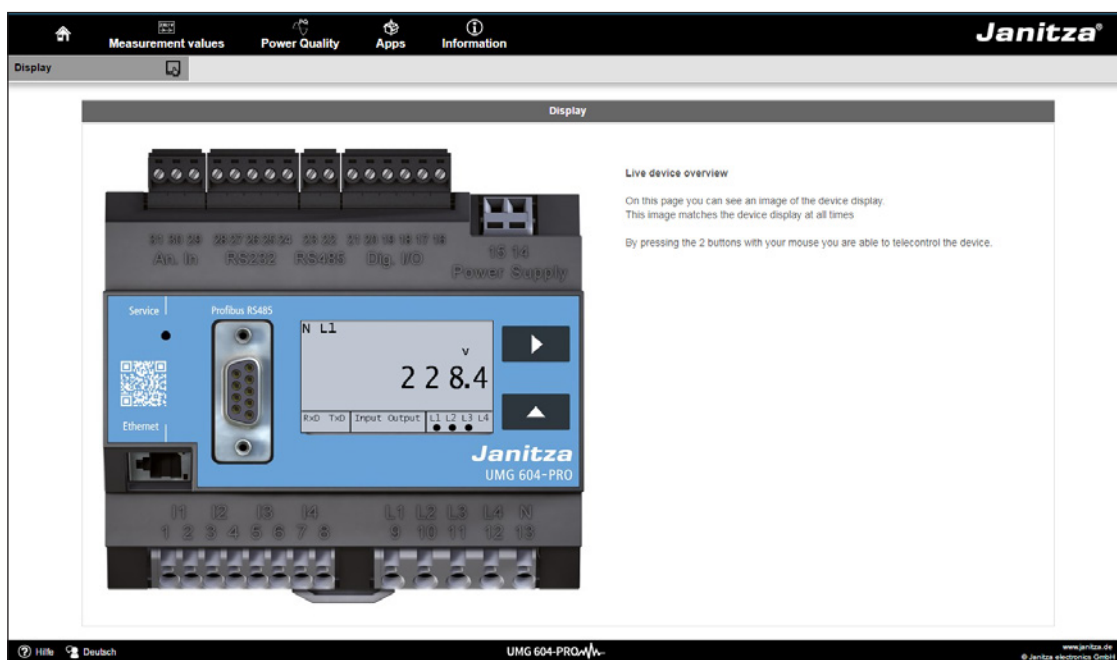 Measurement values
Power Quality
Apps
Information
Janitza®
Display
Display
Live device overview
On this page you can see an image of the device display.
This image matches the device display at all times
By pressing the 2 buttons with your mouse you are able to telecontrol the device.
31 30 29 28 27 26 25 24 23 22 21 20 19 18 17 16
An. In RS232 RS485 Dig. I/O
15 14
Power Supply
Service
Profibus RS485
N L1
V
228.4
RxD TxD Input Output L1 L2 L3 L4
Ethernet
Janitza
UMG 604-PRO
I1 I2 I3 I4 L1 L2 L3 L4 N
1 2 3 4 5 6 7 8 9 10 11 12 13
Hilfe
Deutsch
UMG 604-PRO
www.janitza.de
© Janitza electronics GmbH